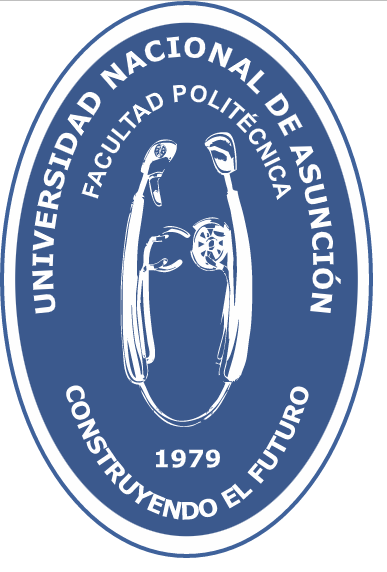 UNIVERSIDAD NACIONAL DE ASUNCIÓN
FACULTAD POLITÉCNICA
1979
CONSTRUYENDO EL FUTURO